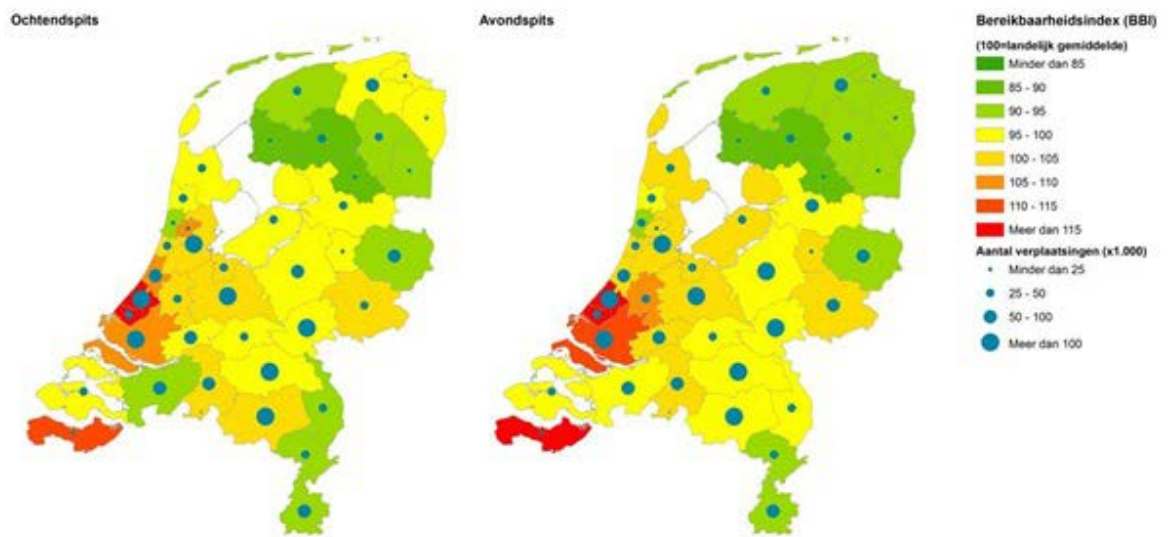 Ochtendspits
Avondspits
Bereikbaarheidsindex (BBI)
(100=landelijk gemiddelde)
Minder dan 85
85 - 90
90 - 95
95 - 100
100 - 105
105 - 110
110 - 115
Meer dan 115
Aantal verplaatsingen (x1.000)
Minder dan 25
25 - 50
50 - 100
Meer dan 100